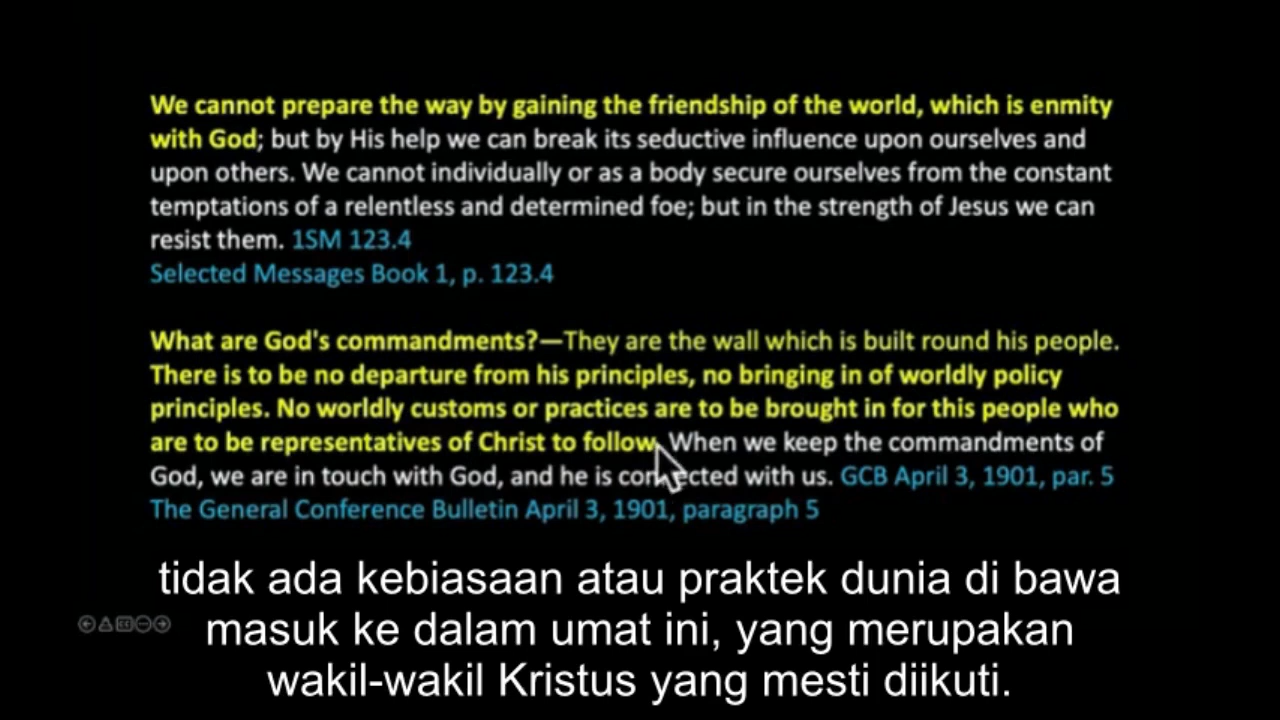 We cannot prepare the way by gaining the friendship of the world, which is enmity
with God; but by His help we can break its seductive influence upon ourselves and
upon others. We cannot individually or as a body secure ourselves from the constant
temptations of a relentless and determined foe; but in the strength of Jesus we can
resist them. 1SM 123.4
Selected Messages Book 1, p. 123.4
What are God's commandments?—They are the wall which is built round his people.
There is to be no departure from his principles, no bringing in of worldly policy
principles. No worldly customs or practices are to be brought in for this people who
are to be representatives of Christ to follow. When we keep the commandments of
God, we are in touch with God, and he is connected with us. GCB April 3, 1901, par. 5
The General Conference Bulletin April 3, 1901, paragraph 5
tidak ada kebiasaan atau praktek dunia di bawa
masuk ke dalam umat ini, yang merupakan
wakil-wakil Kristus yang mesti diikuti.